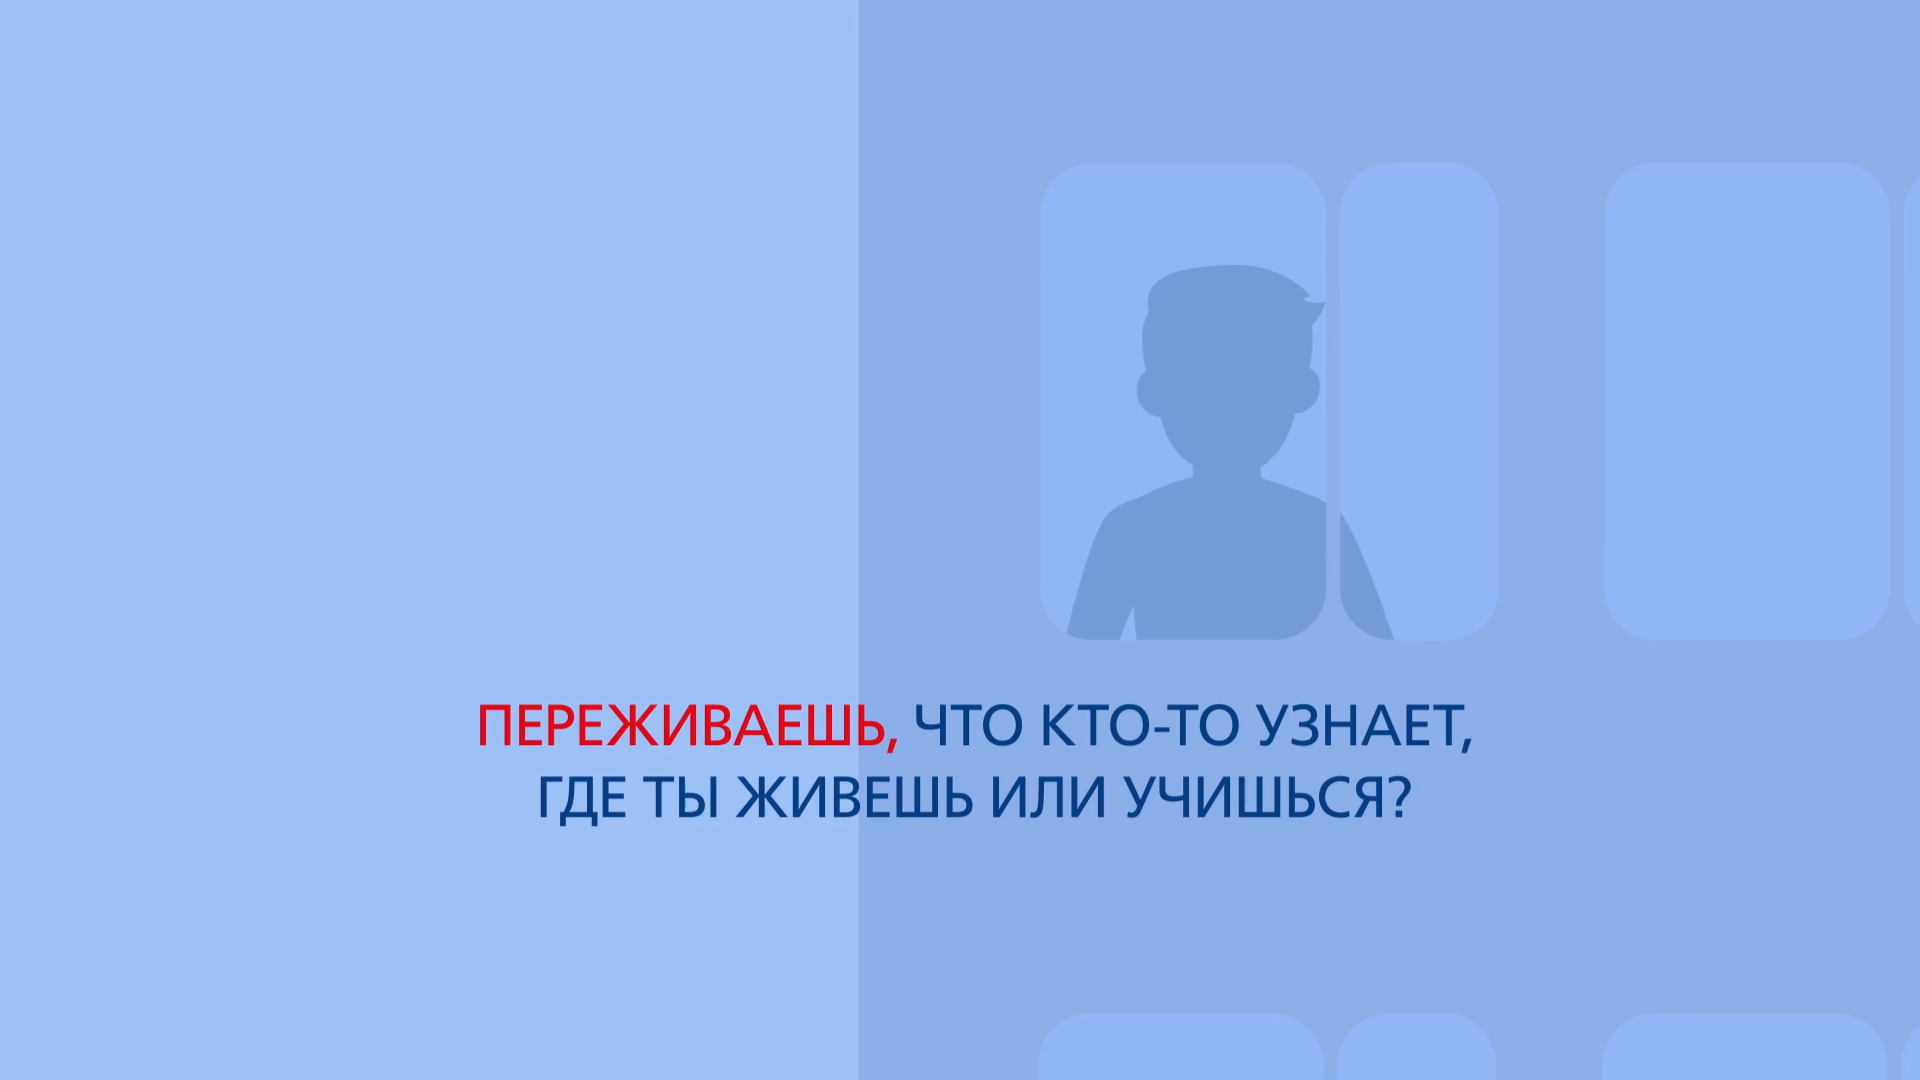 ПЕРЕЖИВАЕШЬ, ЧТО КТО-ТО УЗНАЕТ,
ГДЕ ТЫ ЖИВЕШЬ ИЛИ УЧИШЬСЯ?